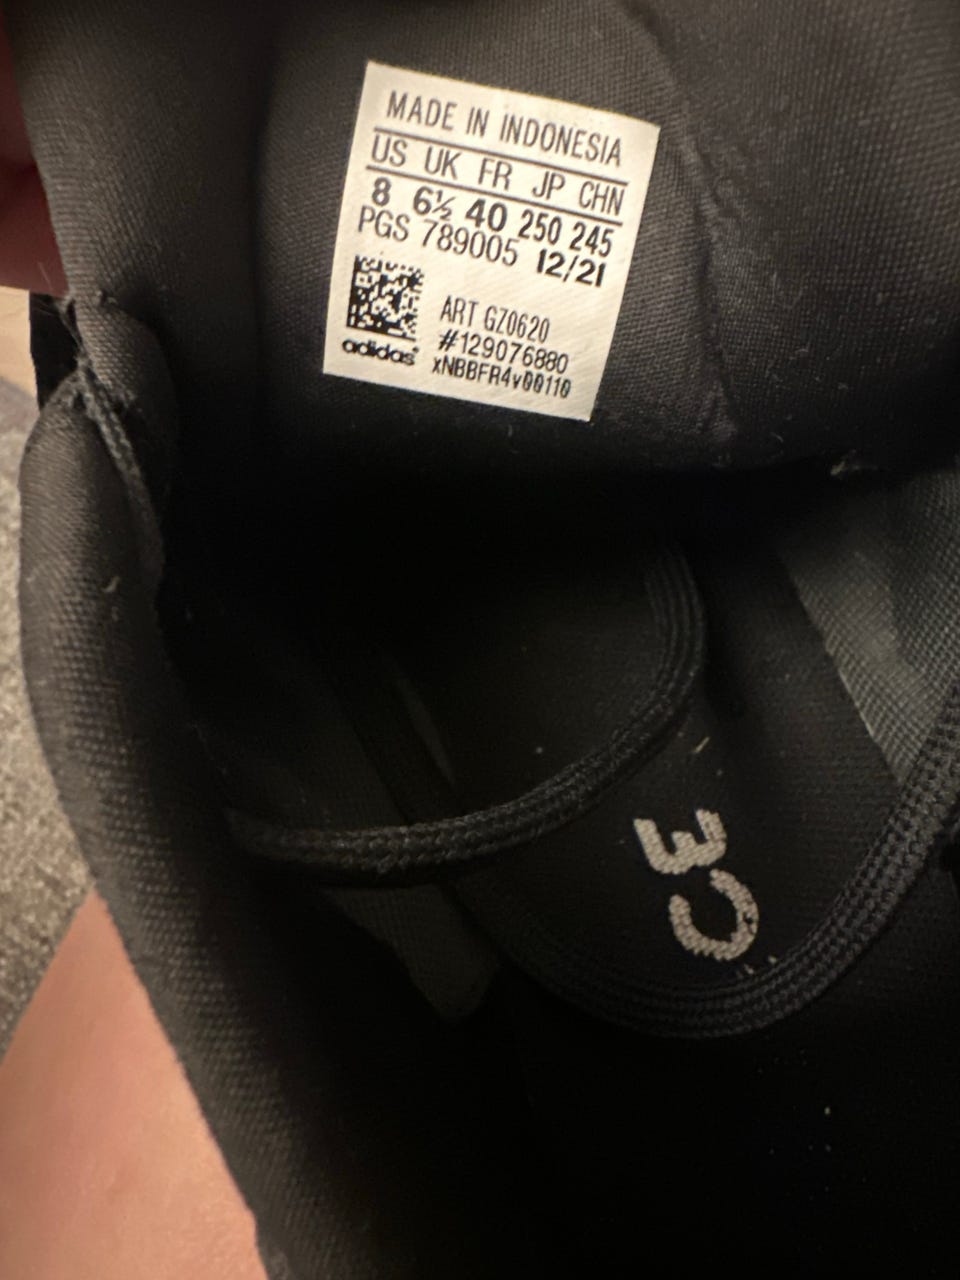 MADE IN INDONESIA
US UK FR JP CHN
8 6½ 40 250 245
PGS 789005 12/21
ART GZ0620
#129076880
adidas® xNBBFR4v00110
CE